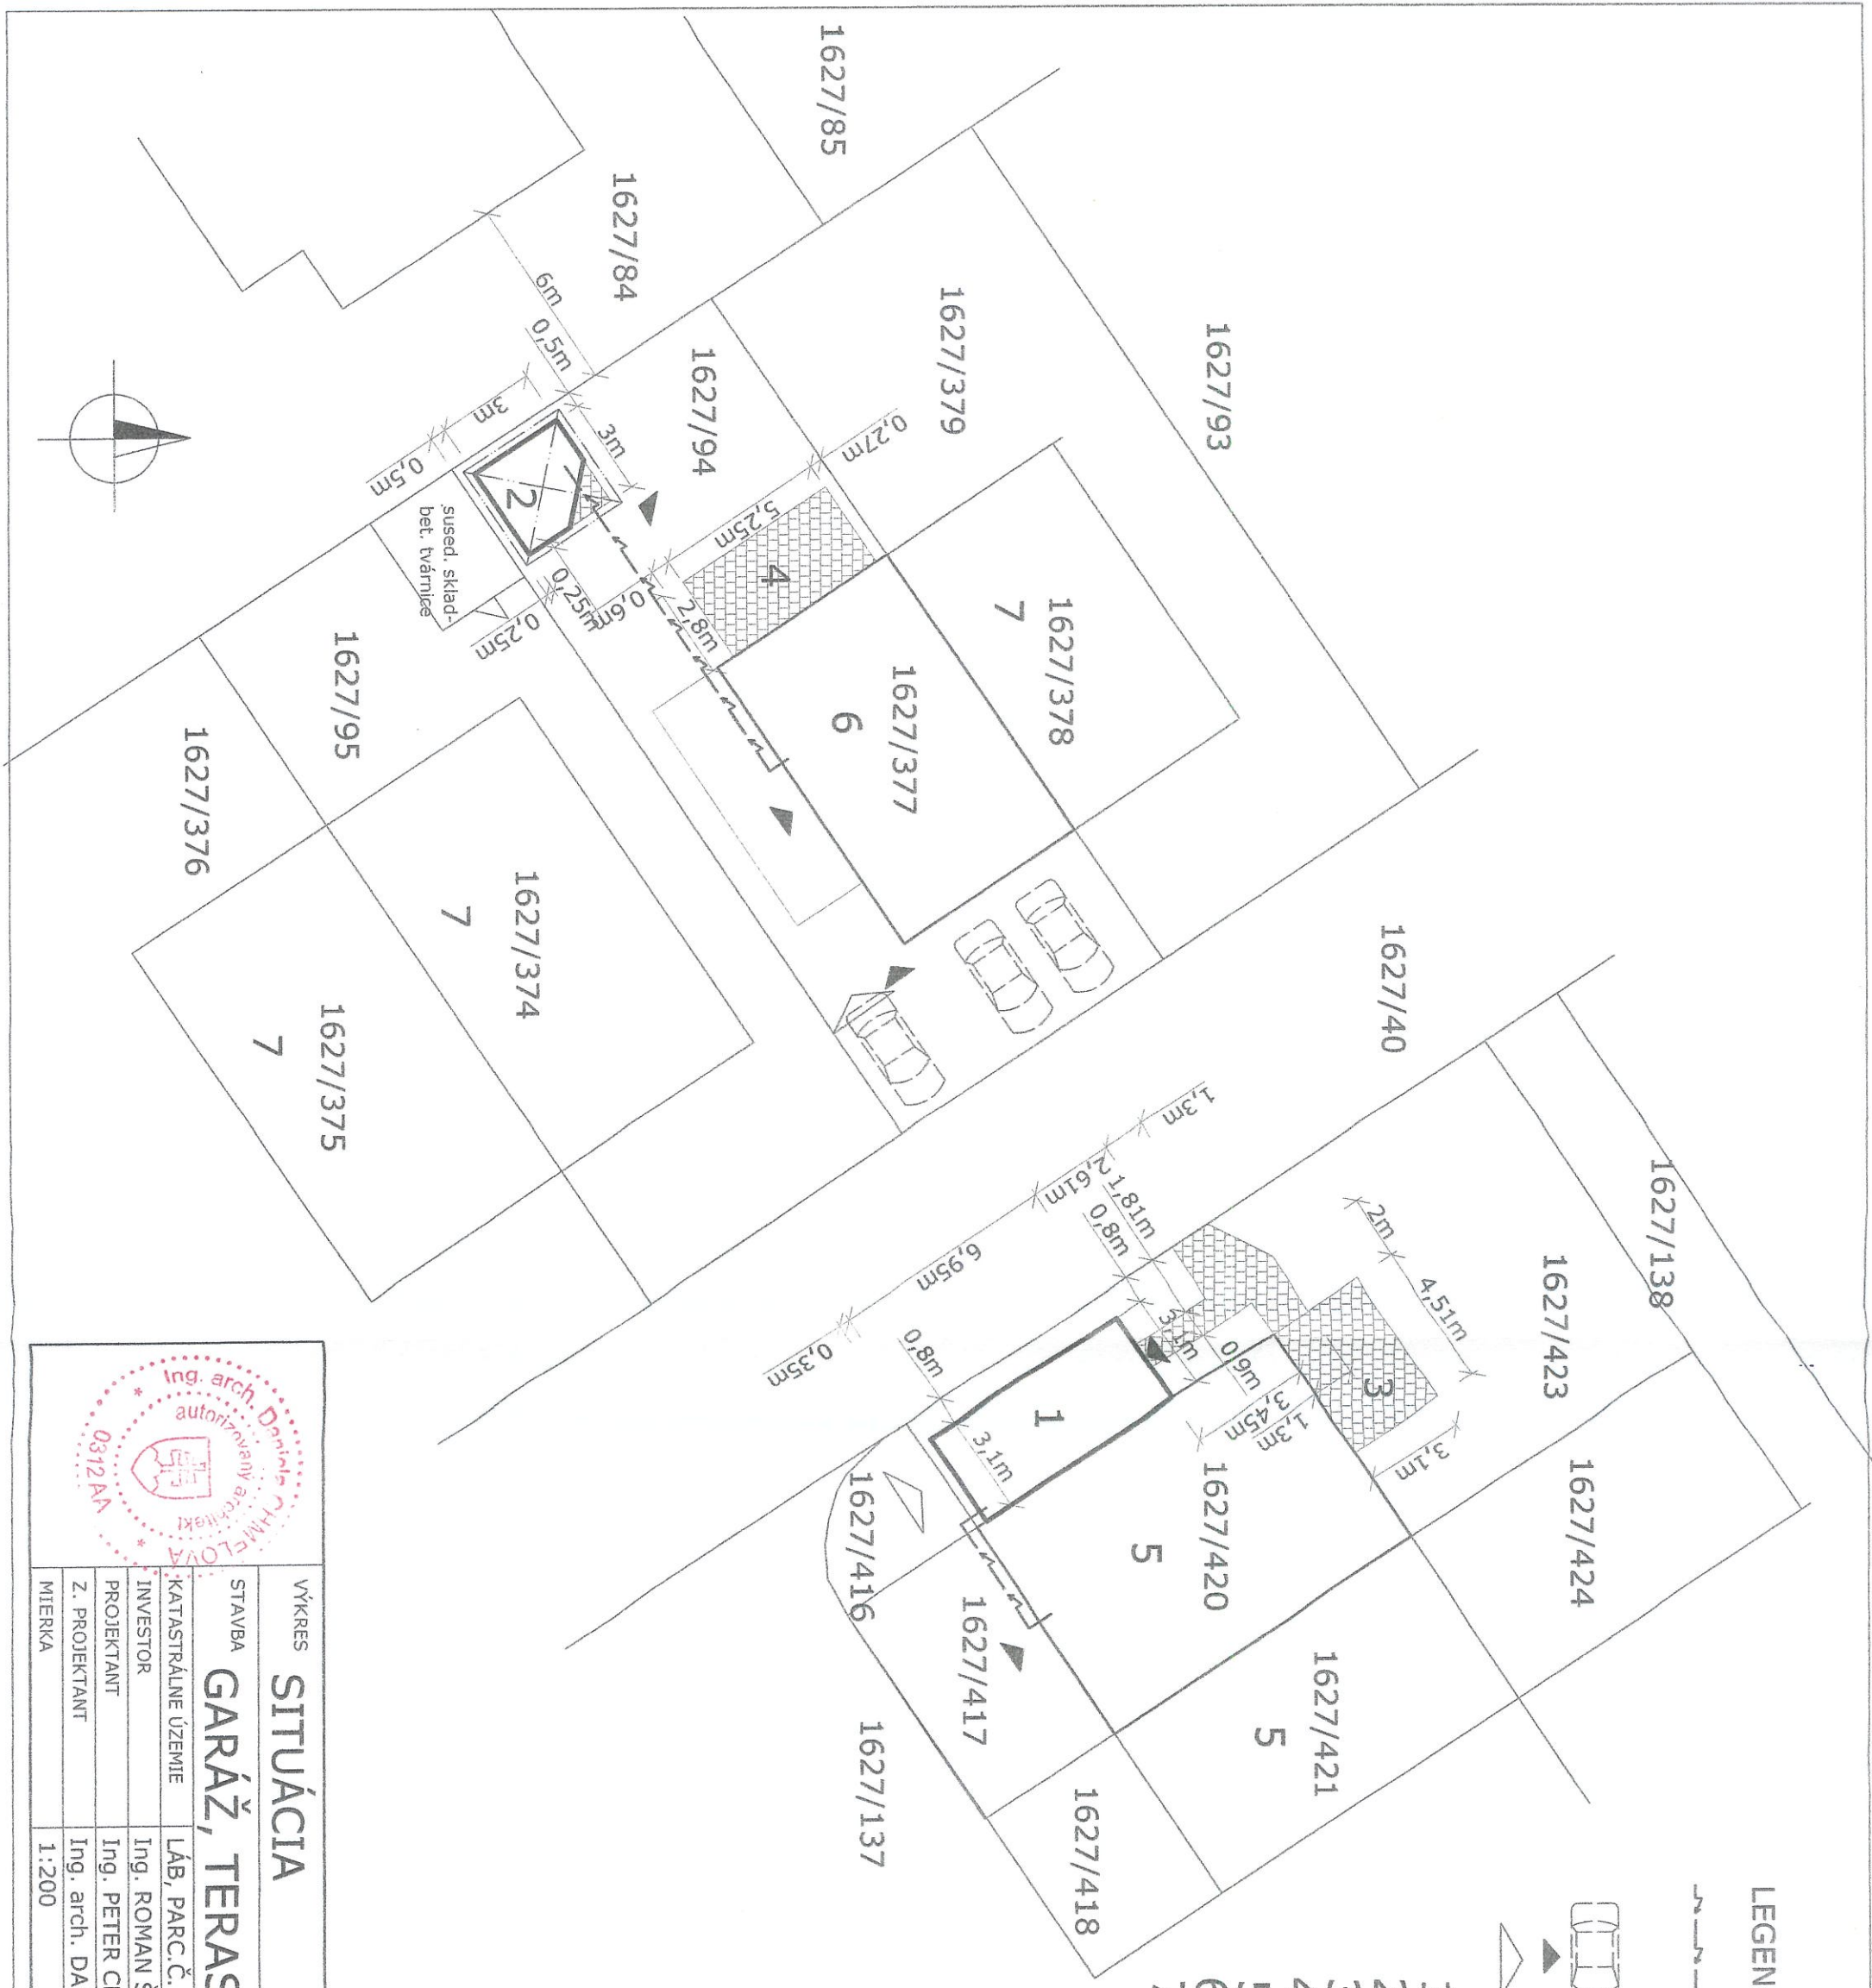 1627/138
1627/423
1627/424
1627/40
1627/93
1627/420
5
1627/421
5
3
2m
4,51m
3,1m
1,3m
3,45m
0,9m
3,1m
1,3m
2,61m
1,81m
0,8m
6,95m
0,35m
0,8m
3,1m
1
1627/416
1627/417
1627/137
1627/418
1627/85
1627/379
1627/378
7
1627/377
6
1627/84
1627/94
0,27m
5,25m
4
2,8m
0,6m
0,25m
0,25m
6m
0,5m
3m
3m
0,5m
2
sused. sklad-
bet. tvárnice
1627/95
1627/376
1627/374
7
1627/375
7
LEGEN
VÝKRES SITUÁCIA
STAVBA GARÁŽ, TERAS
KATASTRÁLNE ÚZEMIE LÁB, PARC.Č.
INVESTOR Ing. ROMAN
PROJEKTANT Ing. PETER
Z. PROJEKTANT Ing. arch. DA
MIERKA 1:200
Ing. arch. Daniela CHMELOVÁ
autorizovaný architekt
* 0312 AA *